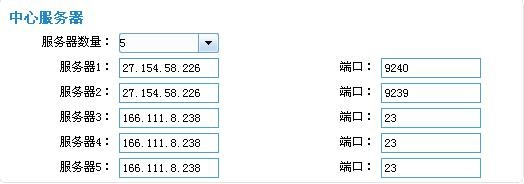 中心服务器
服务器数量： 5
服务器1： 27.154.58.226 端口： 9240
服务器2： 27.154.58.226 端口： 9239
服务器3： 166.111.8.238 端口： 23
服务器4： 166.111.8.238 端口： 23
服务器5： 166.111.8.238 端口： 23